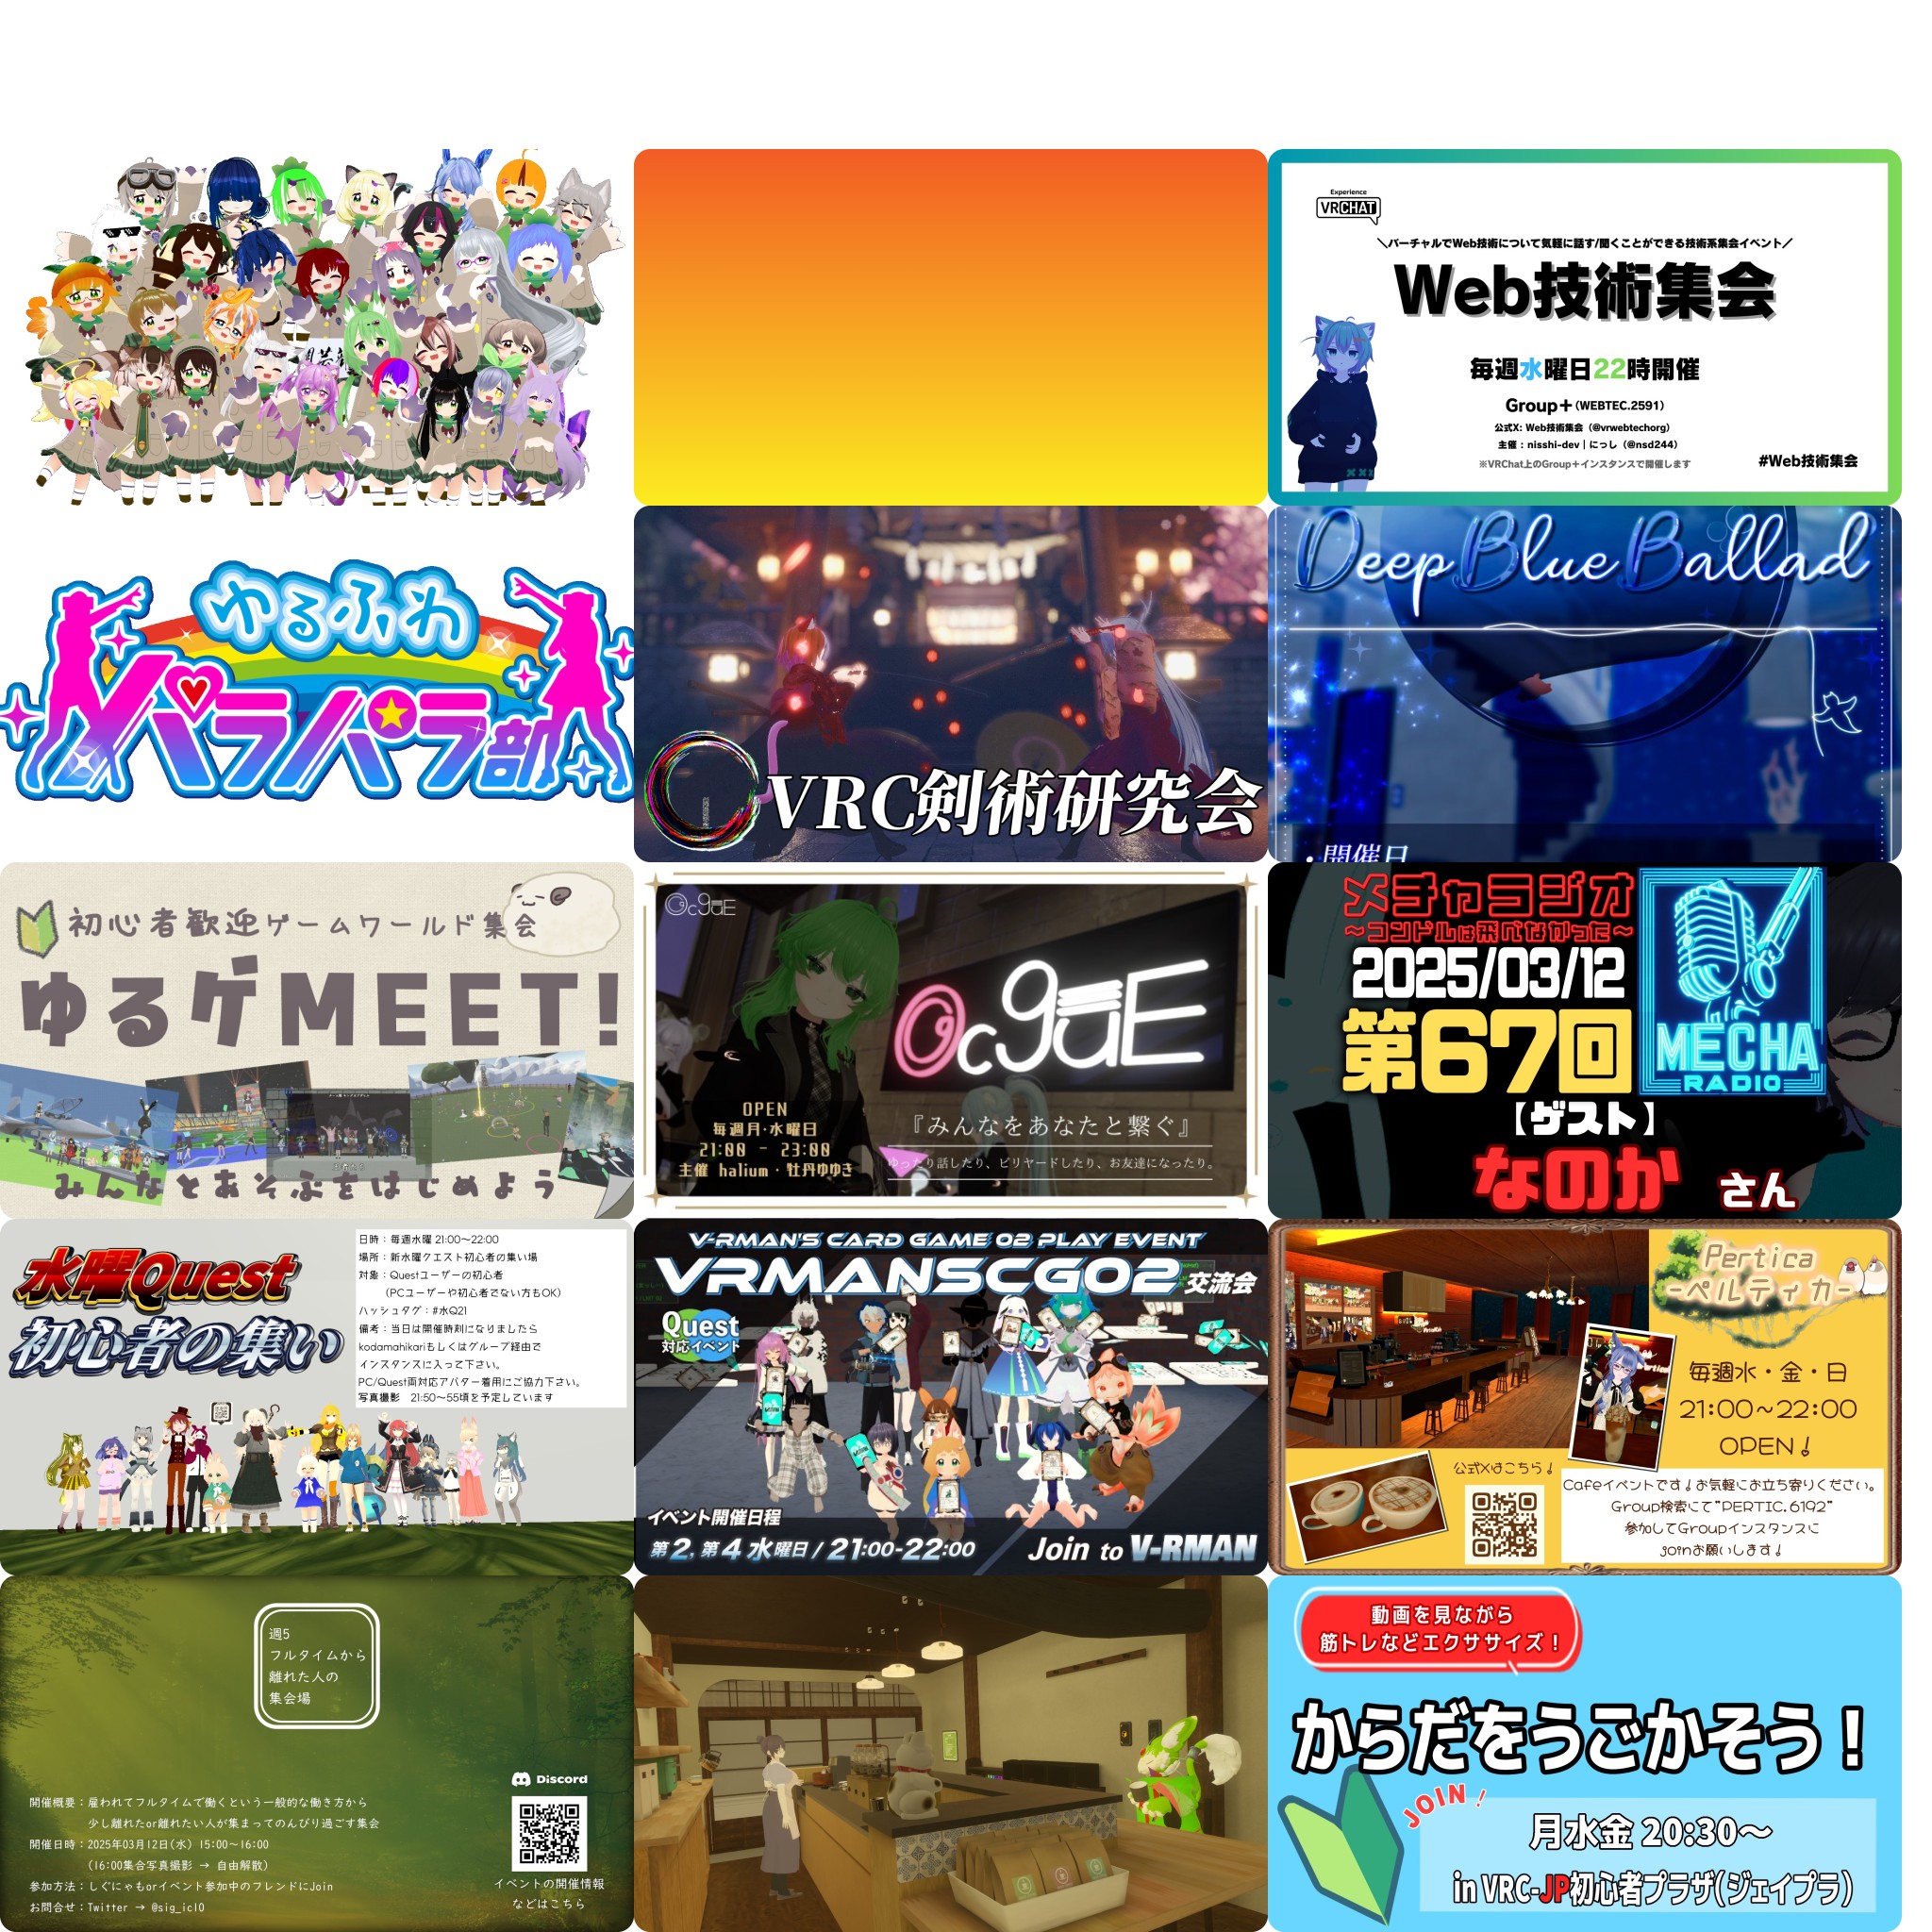 Experience
VRCHAT
＼バーチャルでWeb技術について気軽に話す/聞くことができる技術系集会イベント／
Web技術集会
毎週水曜日22時開催
Group＋(WEBTEC.2591)
公式X: Web技術集会（@vrwebtechorg）
主催 : nisshi-dev | にっし（@nsd244）
※VRChat上のGroup＋インスタンスで開催します
#Web技術集会
ゆるふわ
パラパラ部
VRC剣術研究会
Deep Blue Ballad
・開催日
初心者歓迎ゲームワールド集会
ゆるゲMEET!
みんなとあそぶをはじめよう
OcguE
OcguE
OPEN
毎週月・水曜日
21:00 - 23:00
主催 halium・牡丹ゆゆき
『みんなをあなたと繋ぐ』
ゆったり話したり、ビリヤードしたり、お友達になったり。
メチャラジオ
～コンドルは飛べなかった～
2025/03/12
第67回
MECHA
RADIO
【ゲスト】
なのか さん
水曜Quest
初心者の集い
日時：毎週水曜 21:00～22:00
場所：新水曜クエスト初心者の集い場
対象：Questユーザーの初心者
（PCユーザーや初心者でない方もOK）
ハッシュタグ：#水Q21
備考：当日は開催時刻になりましたら
kodamahikariもしくはグループ経由で
インスタンスに入って下さい。
PC/Quest両対応アバター着用にご協力下さい。
写真撮影 21:50～55頃を予定しています
V-RMAN'S CARD GAME 02 PLAY EVENT
VRMANSCG02交流会
Quest
対応イベント
イベント開催日程
第2, 第4 水曜日 / 21:00-22:00
Join to V-RMAN
Pertica
-ペルティカ-
毎週水・金・日
21:00~22:00
OPEN！
公式Xはこちら！
Cafeイベントです！お気軽にお立ち寄りください。
Group検索にて"PERTIC.6192"
参加してGroupインスタンスに
joinお願いします！
週5
フルタイムから
離れた人の
集会場
Discord
開催概要：雇われてフルタイムで働くという一般的な働き方から
少し離れたor離れたい人が集まってのんびり過ごす集会
開催日時：2025年03月12日(水) 15:00～16:00
(16:00集合写真撮影 → 自由解散)
参加方法：しぐにゃもorイベント参加中のフレンドにJoin
お問合せ：Twitter → @sig_icl0
イベントの開催情報
などはこちら
動画を見ながら
筋トレなどエクササイズ！
からだをうごかそう！
JOIN！
月水金 20:30～
in VRC-JP初心者プラザ(ジェイプラ)